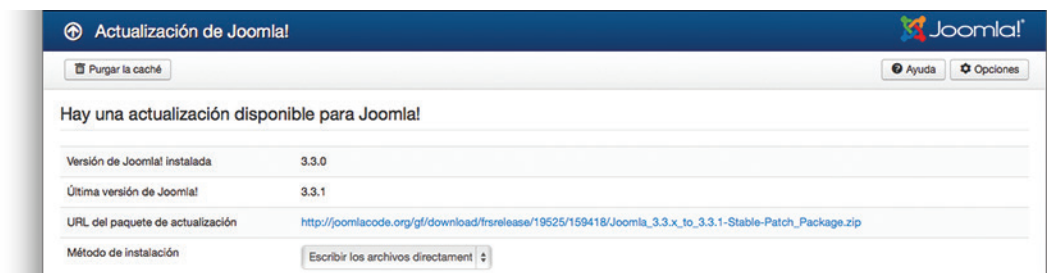 Actualización de Joomla!
Joomla!
Purgar la caché
Ayuda
Opciones
Hay una actualización disponible para Joomla!
Versión de Joomla! instalada 3.3.0
Última versión de Joomla! 3.3.1
URL del paquete de actualización http://joomlacode.org/gf/download/frsrelease/19525/159418/Joomla_3.3.x_to_3.3.1-Stable-Patch_Package.zip
Método de instalación Escribir los archivos directament